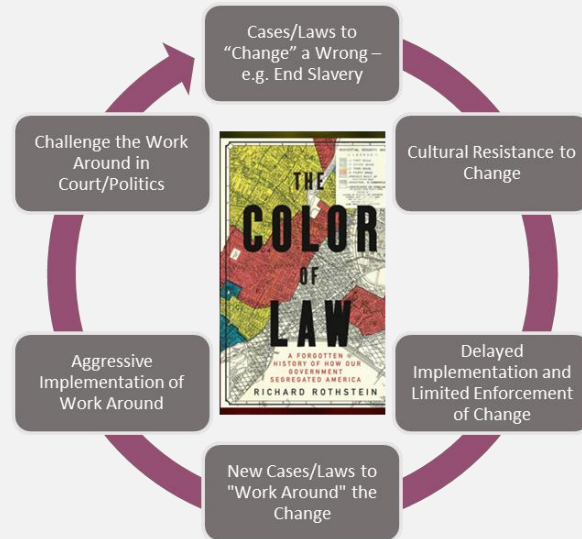 Cases/Laws to
“Change” a Wrong –
e.g. End Slavery
Cultural Resistance to
Change
Delayed
Implementation and
Limited Enforcement
of Change
New Cases/Laws to
"Work Around" the
Change
Aggressive
Implementation of
Work Around
Challenge the Work
Around in
Court/Politics
THE
COLOR
OF
LAW
A FORGOTTEN
HISTORY OF HOW OUR
GOVERNMENT
SEGREGATED AMERICA
RICHARD ROTHSTEIN